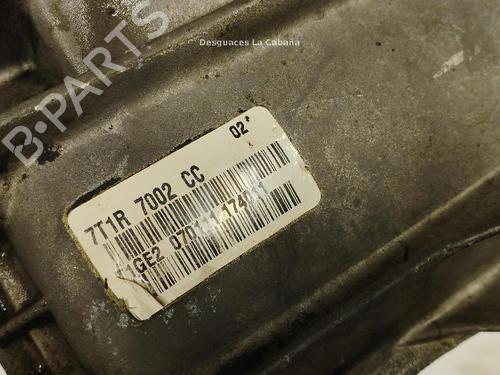 Desguaces La Cabaña
B-PARTS
02*
7T1R 7002 CC